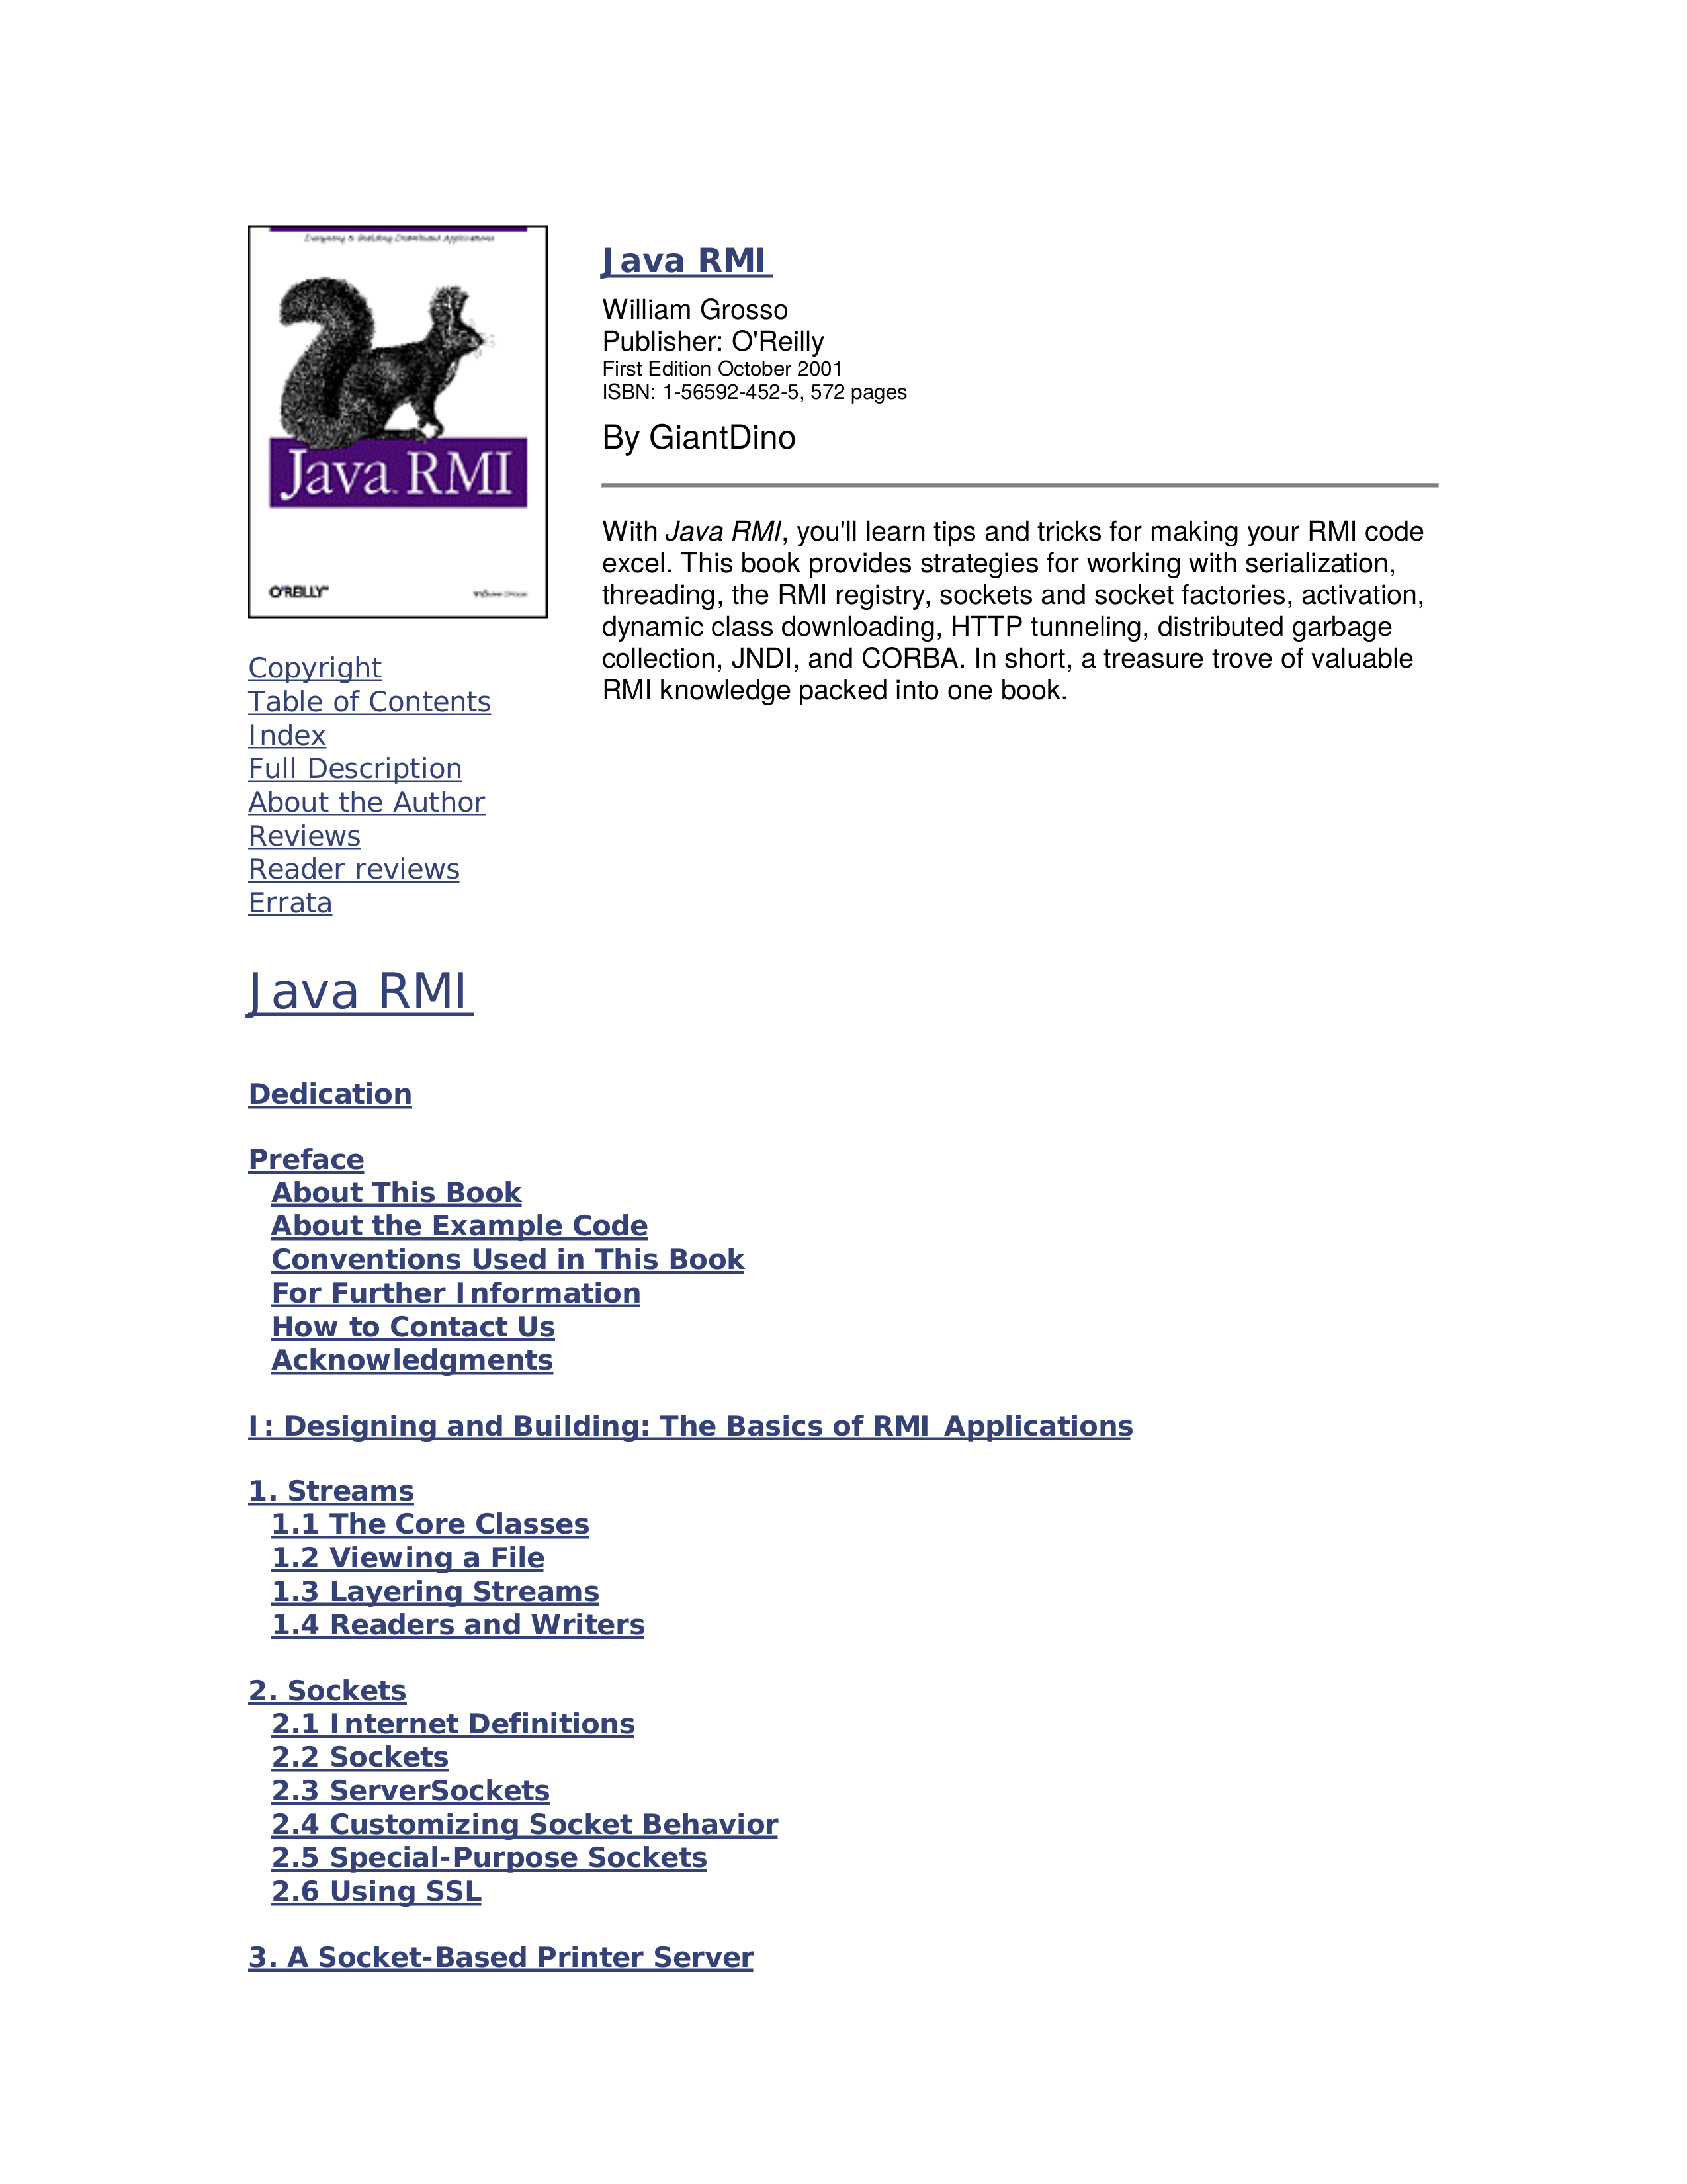 Designing & Building Distributed Applications
Java RMI
O'REILLY
William Grosso
Java RMI
William Grosso
Publisher: O'Reilly
First Edition October 2001
ISBN: 1-56592-452-5, 572 pages
By GiantDino
With Java RMI, you'll learn tips and tricks for making your RMI code
excel. This book provides strategies for working with serialization,
threading, the RMI registry, sockets and socket factories, activation,
dynamic class downloading, HTTP tunneling, distributed garbage
collection, JNDI, and CORBA. In short, a treasure trove of valuable
RMI knowledge packed into one book.
Copyright
Table of Contents
Index
Full Description
About the Author
Reviews
Reader reviews
Errata
Java RMI
Dedication
Preface
About This Book
About the Example Code
Conventions Used in This Book
For Further Information
How to Contact Us
Acknowledgments
I: Designing and Building: The Basics of RMI Applications
1. Streams
1.1 The Core Classes
1.2 Viewing a File
1.3 Layering Streams
1.4 Readers and Writers
2. Sockets
2.1 Internet Definitions
2.2 Sockets
2.3 ServerSockets
2.4 Customizing Socket Behavior
2.5 Special-Purpose Sockets
2.6 Using SSL
3. A Socket-Based Printer Server